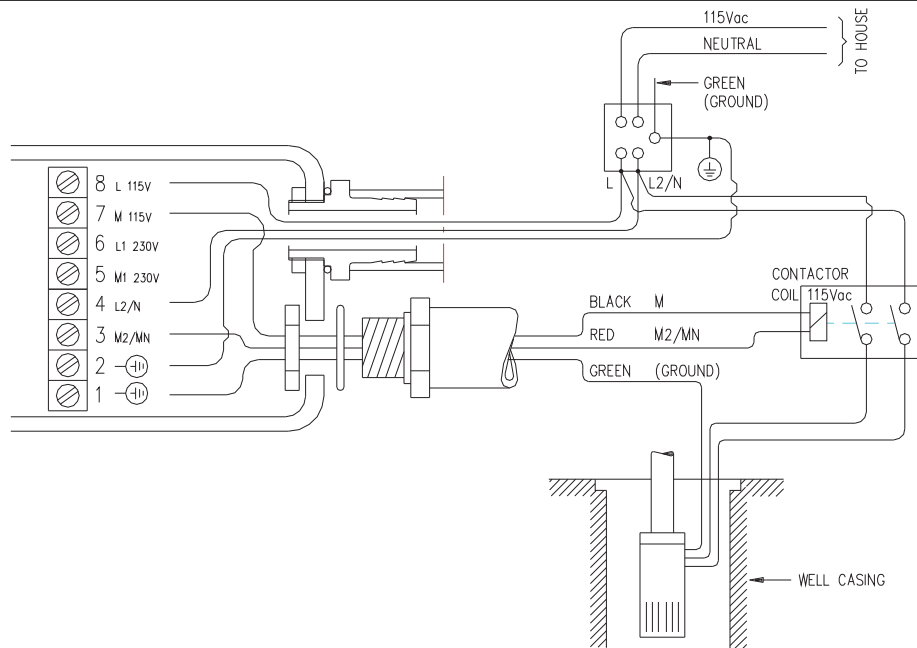 115Vac
NEUTRAL
TO HOUSE
GREEN
(GROUND)
L L2/N
8 L 115V
7 M 115V
6 L1 230V
5 M1 230V
4 L2/N
3 M2/MN
2
1
CONTACTOR
COIL 115Vac
BLACK M
RED M2/MN
GREEN (GROUND)
WELL CASING